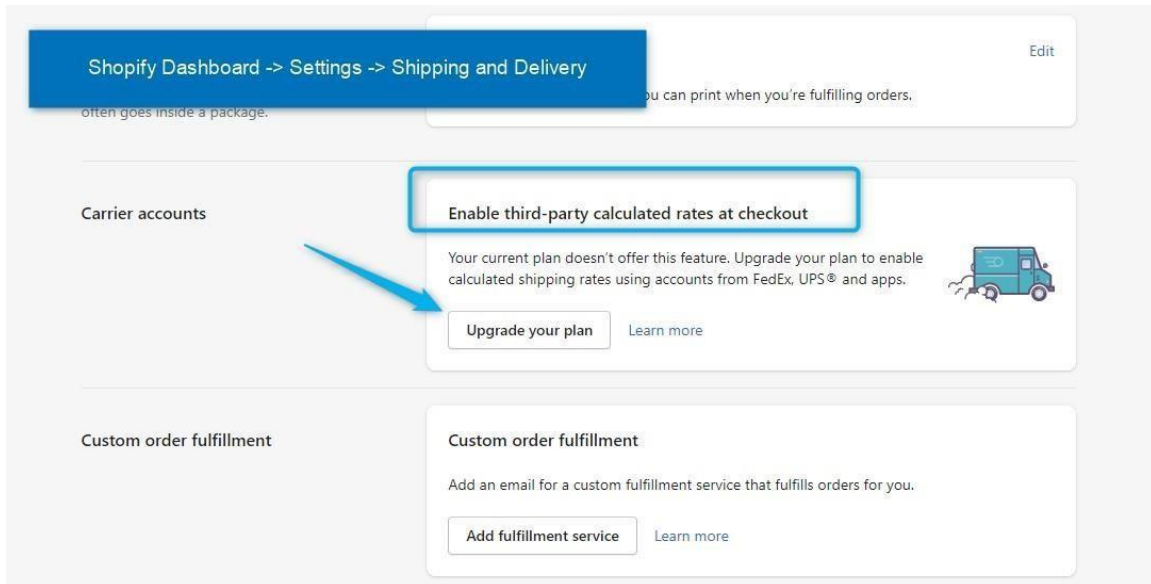 Shopify Dashboard -> Settings -> Shipping and Delivery
Edit
ou can print when you’re fulfilling orders.
often goes inside a package.
Carrier accounts
Enable third-party calculated rates at checkout
Your current plan doesn’t offer this feature. Upgrade your plan to enable
calculated shipping rates using accounts from FedEx, UPS® and apps.
Upgrade your plan
Learn more
Custom order fulfillment
Custom order fulfillment
Add an email for a custom fulfillment service that fulfills orders for you.
Add fulfillment service
Learn more